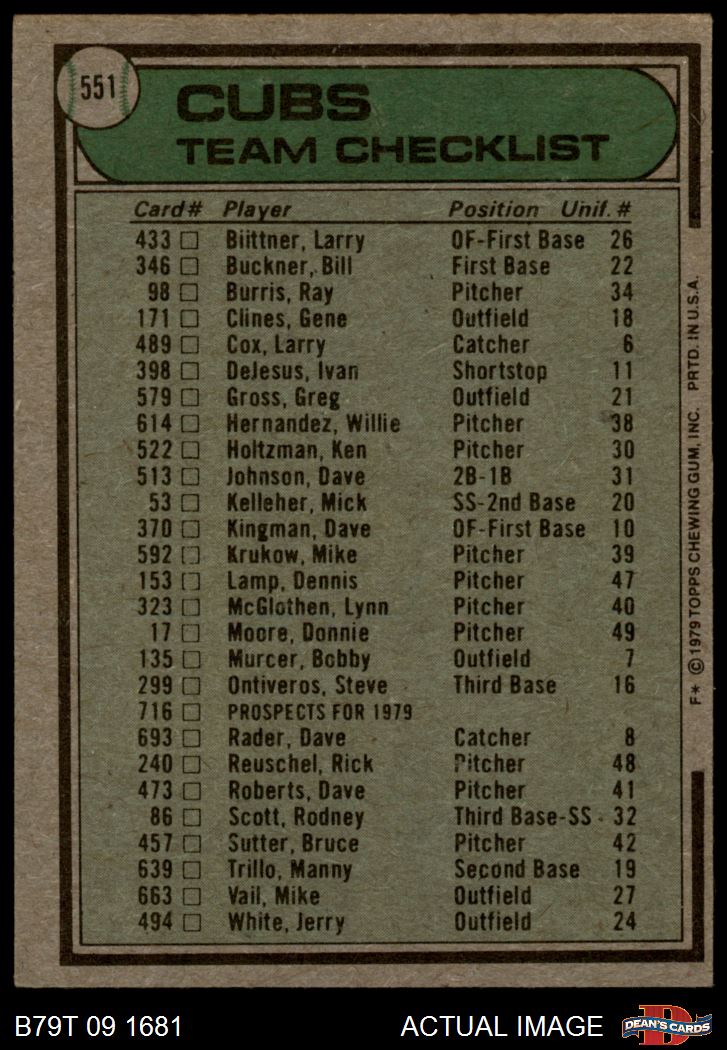 551
CUBS
TEAM CHECKLIST
Card# Player Position Unif. #
433 Biittner, Larry OF-First Base 26
346 Buckner, Bill First Base 22
98 Burris, Ray Pitcher 34
171 Clines, Gene Outfield 18
489 Cox, Larry Catcher 6
398 DeJesus, Ivan Shortstop 11
579 Gross, Greg Outfield 21
614 Hernandez, Willie Pitcher 38
522 Holtzman, Ken Pitcher 30
513 Johnson, Dave 2B-1B 31
53 Kelleher, Mick SS-2nd Base 20
370 Kingman, Dave OF-First Base 10
592 Krukow, Mike Pitcher 39
153 Lamp, Dennis Pitcher 47
323 McGlothen, Lynn Pitcher 40
17 Moore, Donnie Pitcher 49
135 Murcer, Bobby Outfield 7
299 Ontiveros, Steve Third Base 16
716 PROSPECTS FOR 1979
693 Rader, Dave Catcher 8
240 Reuschel, Rick Pitcher 48
473 Roberts, Dave Pitcher 41
86 Scott, Rodney Third Base-SS 32
457 Sutter, Bruce Pitcher 42
639 Trillo, Manny Second Base 19
663 Vail, Mike Outfield 27
494 White, Jerry Outfield 24
F* © 1979 TOPPS CHEWING GUM, INC. PRTD. IN U.S.A.
B79T 09 1681 ACTUAL IMAGE
D
DEAN'S CARDS